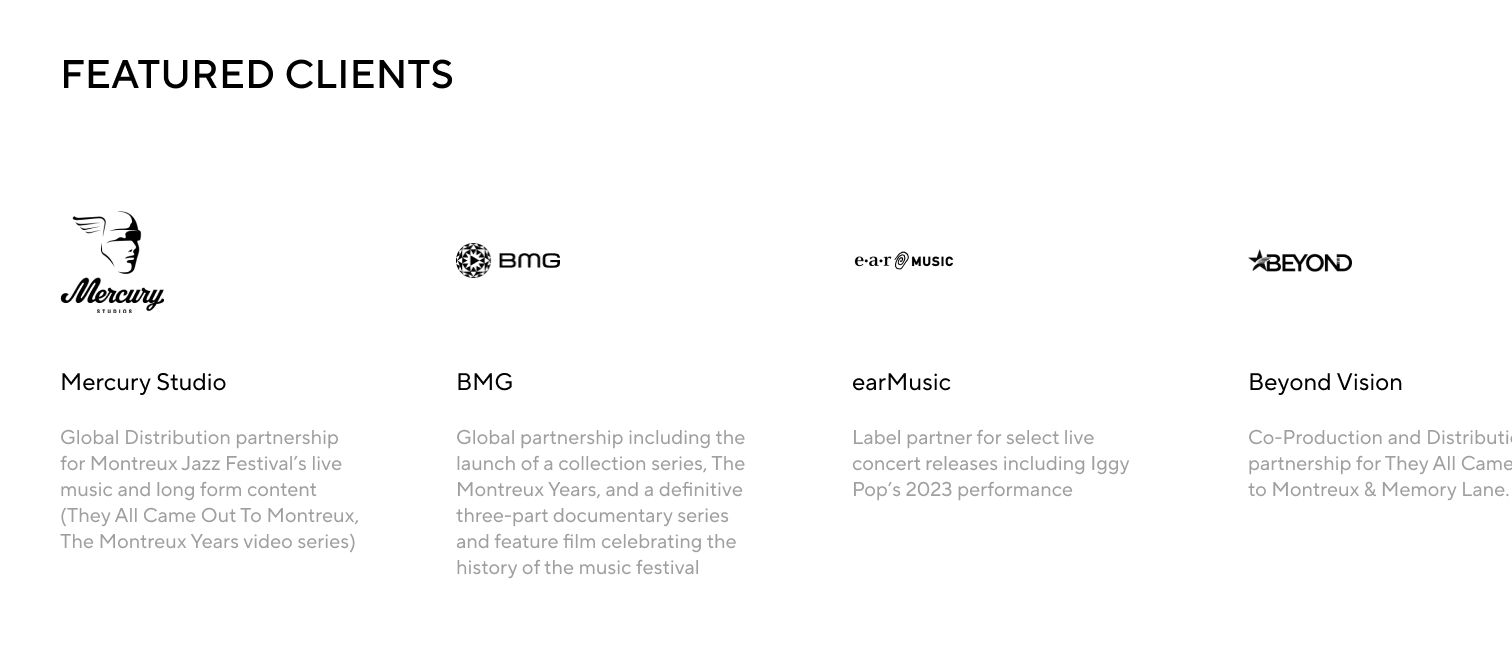 FEATURED CLIENTS
Mercury
STUDIOS
BMG
e•a•r MUSIC
BEYOND
Mercury Studio
BMG
earMusic
Beyond Vision
Global Distribution partnership
for Montreux Jazz Festival’s live
music and long form content
(They All Came Out To Montreux,
The Montreux Years video series)
Global partnership including the
launch of a collection series, The
Montreux Years, and a definitive
three-part documentary series
and feature film celebrating the
history of the music festival
Label partner for select live
concert releases including Iggy
Pop’s 2023 performance
Co-Production and Distributi
partnership for They All Came
to Montreux & Memory Lane.